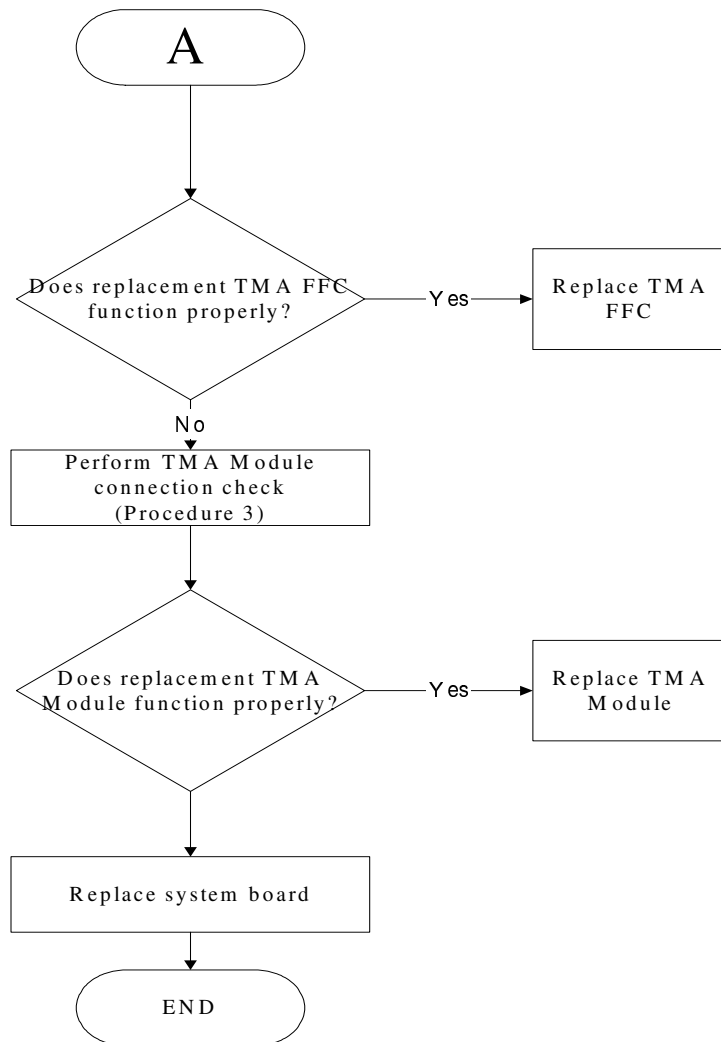 A
Does replacement TMA FFC
function properly?
Yes
Replace TMA
FFC
No
Perform TMA Module
connection check
(Procedure 3)
Does replacement TMA
Module function properly?
Yes
Replace TMA
Module
Replace system board
END